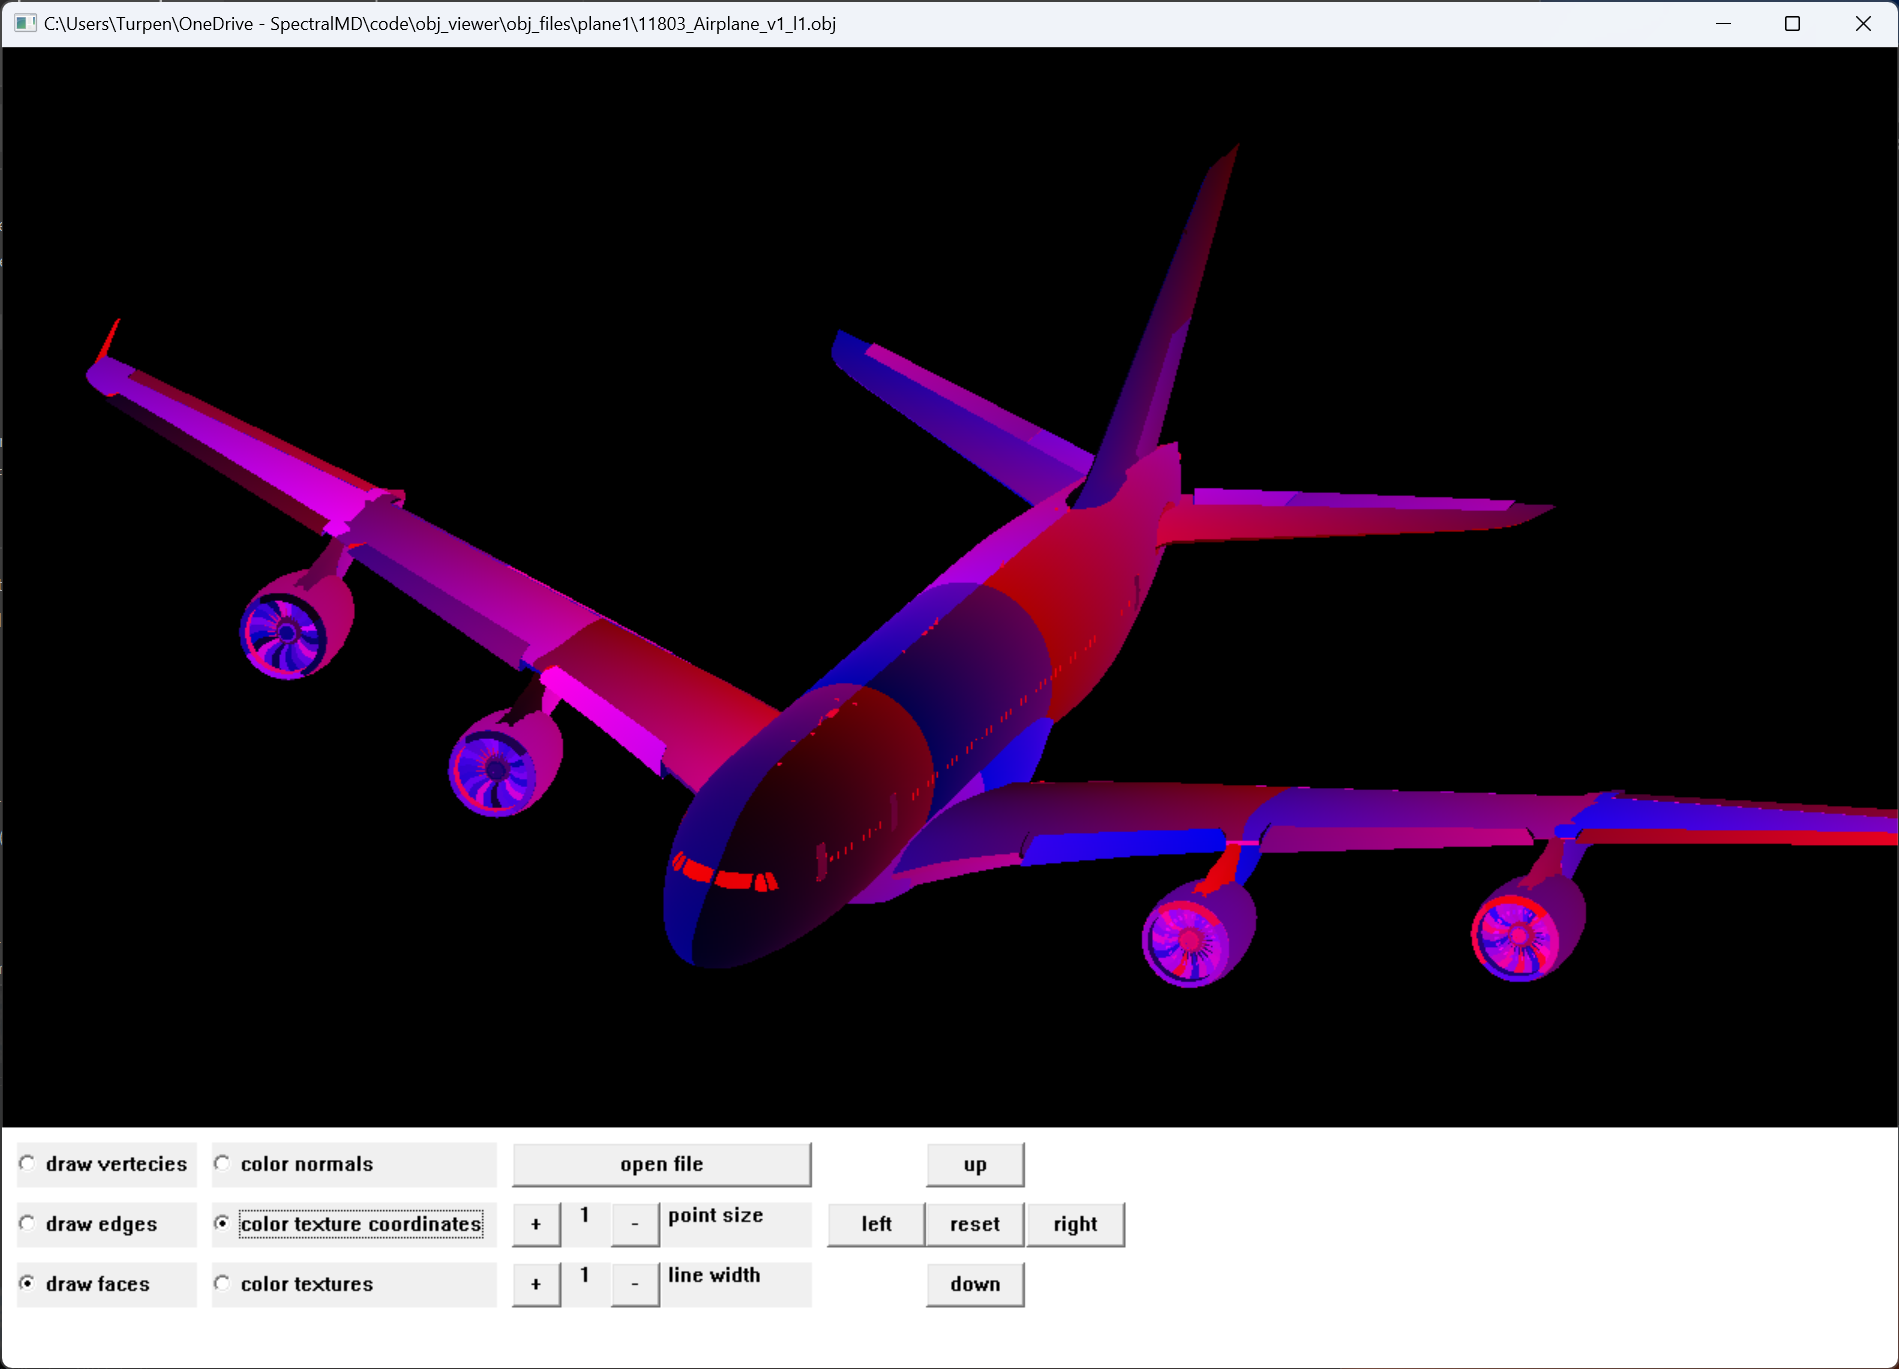 C:\Users\Turpen\OneDrive - SpectralMD\code\obj_viewer\obj_files\plane1\11803_Airplane_v1_l1.obj
draw vertecies color normals open file up
draw edges color texture coordinates + 1 - point size left reset right
draw faces color textures + 1 - line width down